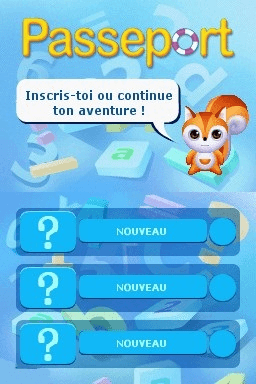 Passeport
Inscris-toi ou continue
ton aventure !
a
?
NOUVEAU
?
NOUVEAU
?
NOUVEAU